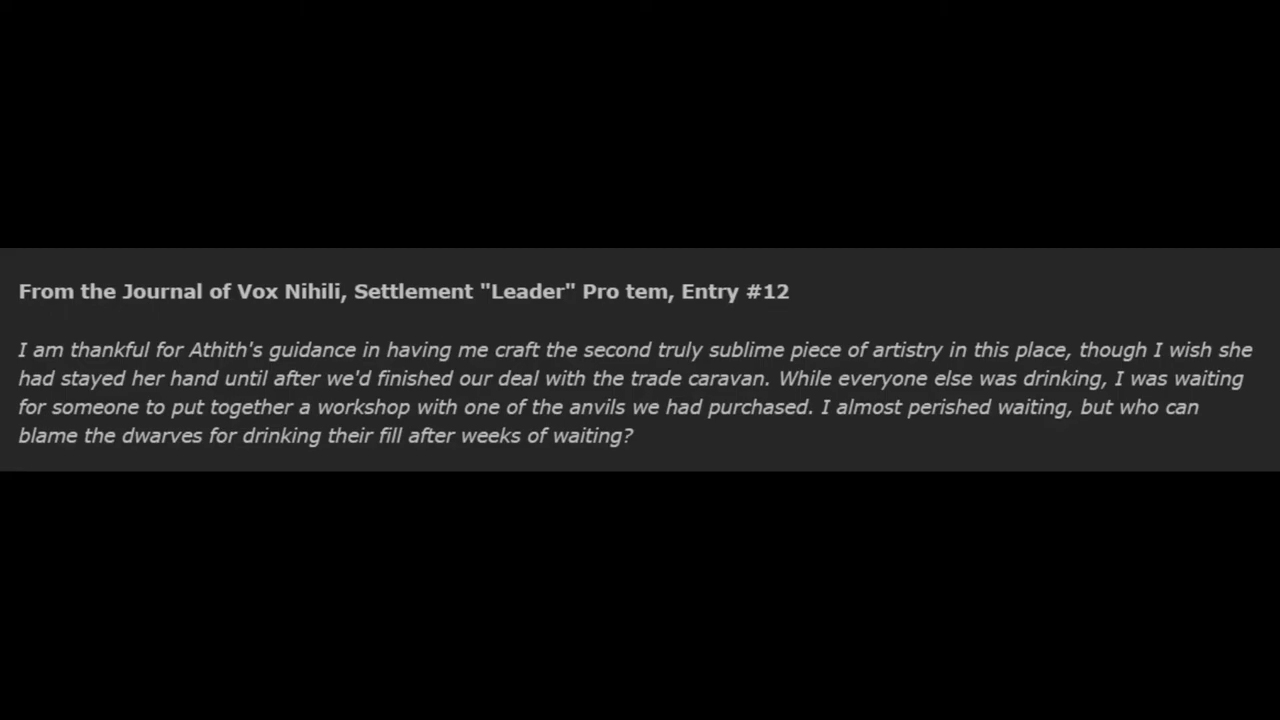 From the Journal of Vox Nihili, Settlement "Leader" Pro tem, Entry #12
I am thankful for Athith's guidance in having me craft the second truly sublime piece of artistry in this place, though I wish she
had stayed her hand until after we'd finished our deal with the trade caravan. While everyone else was drinking, I was waiting
for someone to put together a workshop with one of the anvils we had purchased. I almost perished waiting, but who can
blame the dwarves for drinking their fill after weeks of waiting?